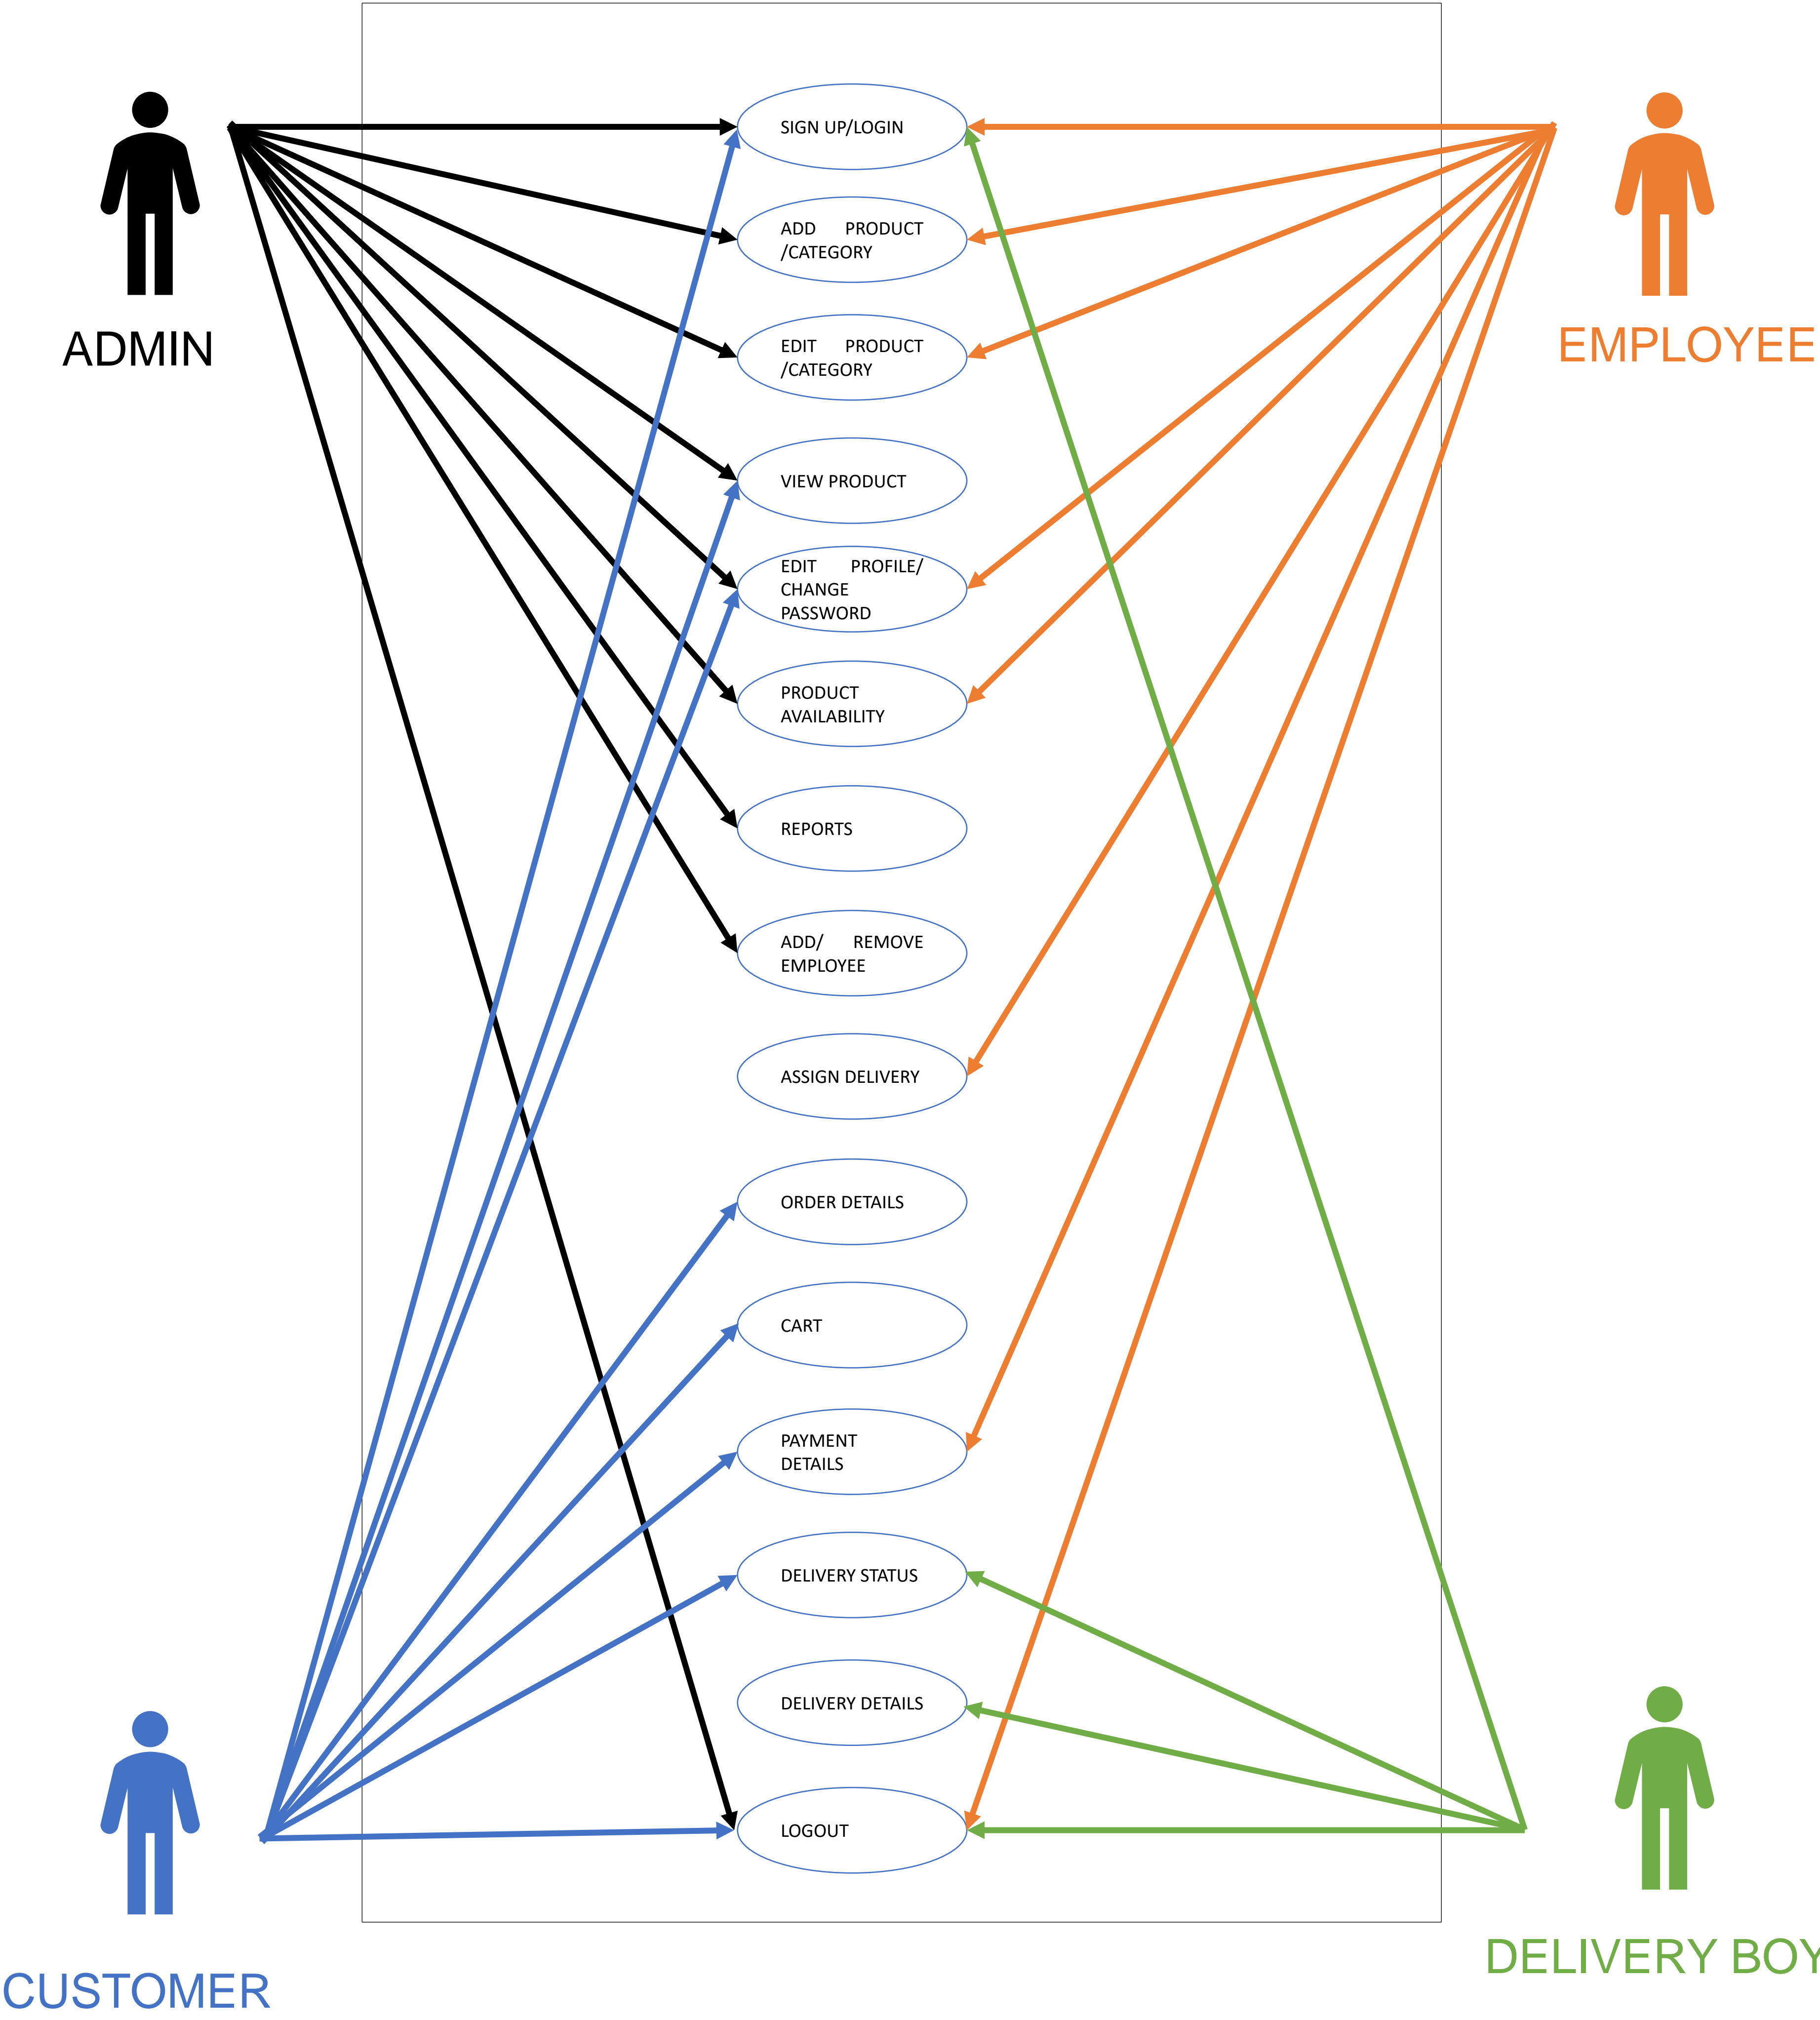 SIGN UP/LOGIN
ADD PRODUCT
/CATEGORY
EDIT PRODUCT
/CATEGORY
ADMIN
EMPLOYEE
VIEW PRODUCT
EDIT PROFILE/
CHANGE
PASSWORD
PRODUCT
AVAILABILITY
REPORTS
ADD/ REMOVE
EMPLOYEE
ASSIGN DELIVERY
ORDER DETAILS
CART
PAYMENT
DETAILS
DELIVERY STATUS
DELIVERY DETAILS
LOGOUT
CUSTOMER
DELIVERY BOY